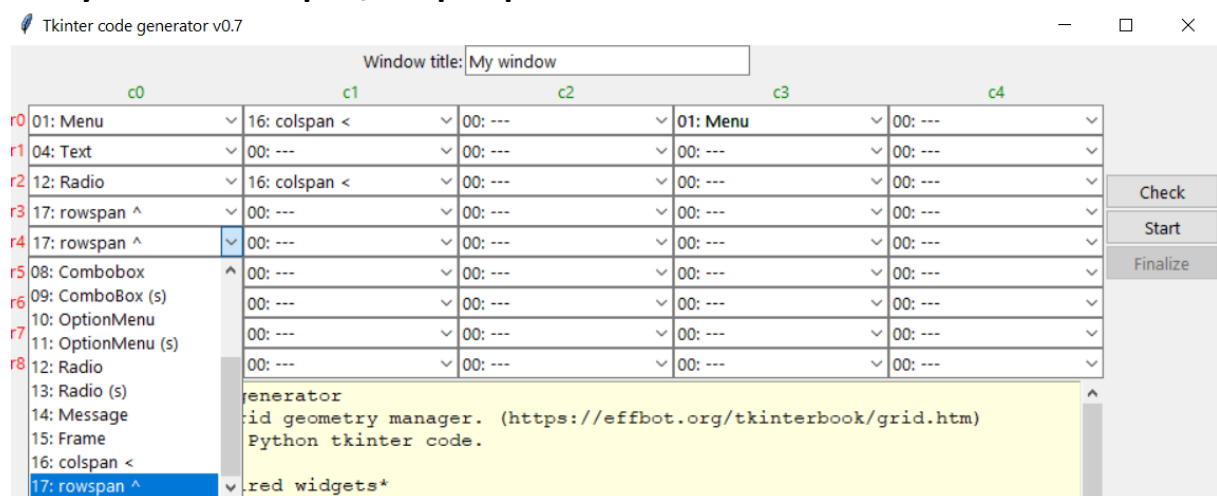 Tkinter code generator v0.7
Window title: My window
c0 c1 c2 c3 c4
r0 01: Menu 16: colspan < 00: --- 01: Menu 00: ---
r1 04: Text 00: --- 00: --- 00: --- 00: ---
r2 12: Radio 16: colspan < 00: --- 00: --- 00: ---
Check
r3 17: rowspan ^ 00: --- 00: --- 00: --- 00: ---
Start
r4 17: rowspan ^ 00: --- 00: --- 00: --- 00: ---
Finalize
r5 08: Combobox 00: --- 00: --- 00: --- 00: ---
r6 09: ComboBox (s) 00: --- 00: --- 00: --- 00: ---
10: OptionMenu
r7 11: OptionMenu (s) 00: --- 00: --- 00: --- 00: ---
r8 12: Radio 00: --- 00: --- 00: --- 00: ---
13: Radio (s) generator
14: Message id geometry manager. (https://effbot.org/tkinterbook/grid.htm)
15: Frame Python tkinter code.
16: colspan <
17: rowspan ^ red widgets*